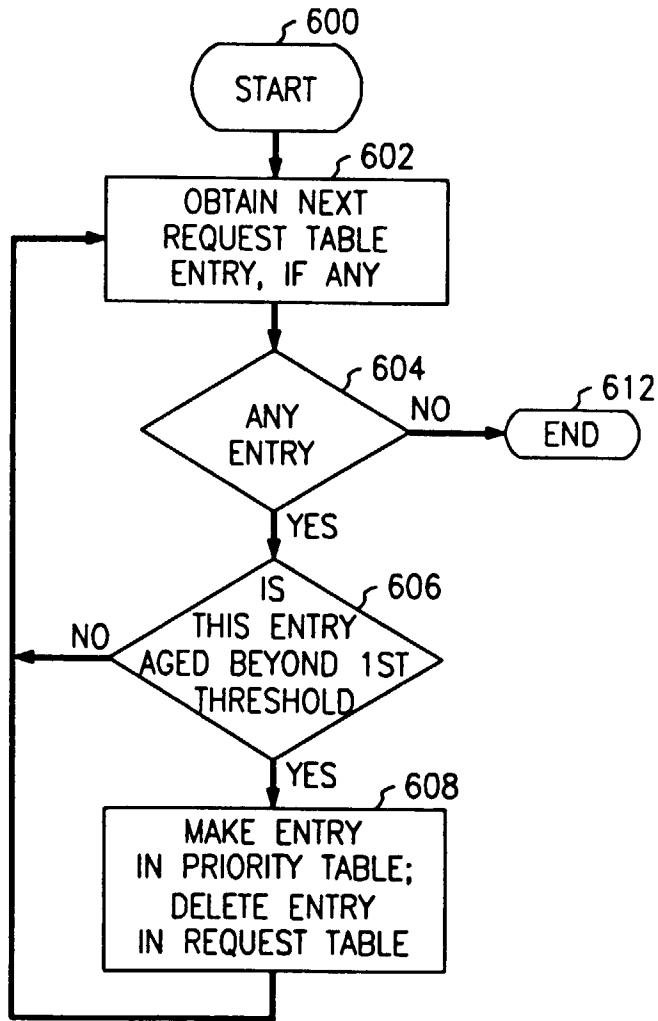 600
START
602
OBTAIN NEXT
REQUEST TABLE
ENTRY, IF ANY
604
ANY
ENTRY
NO
612
END
YES
606
IS
THIS ENTRY
AGED BEYOND 1ST
THRESHOLD
NO
YES
608
MAKE ENTRY
IN PRIORITY TABLE;
DELETE ENTRY
IN REQUEST TABLE